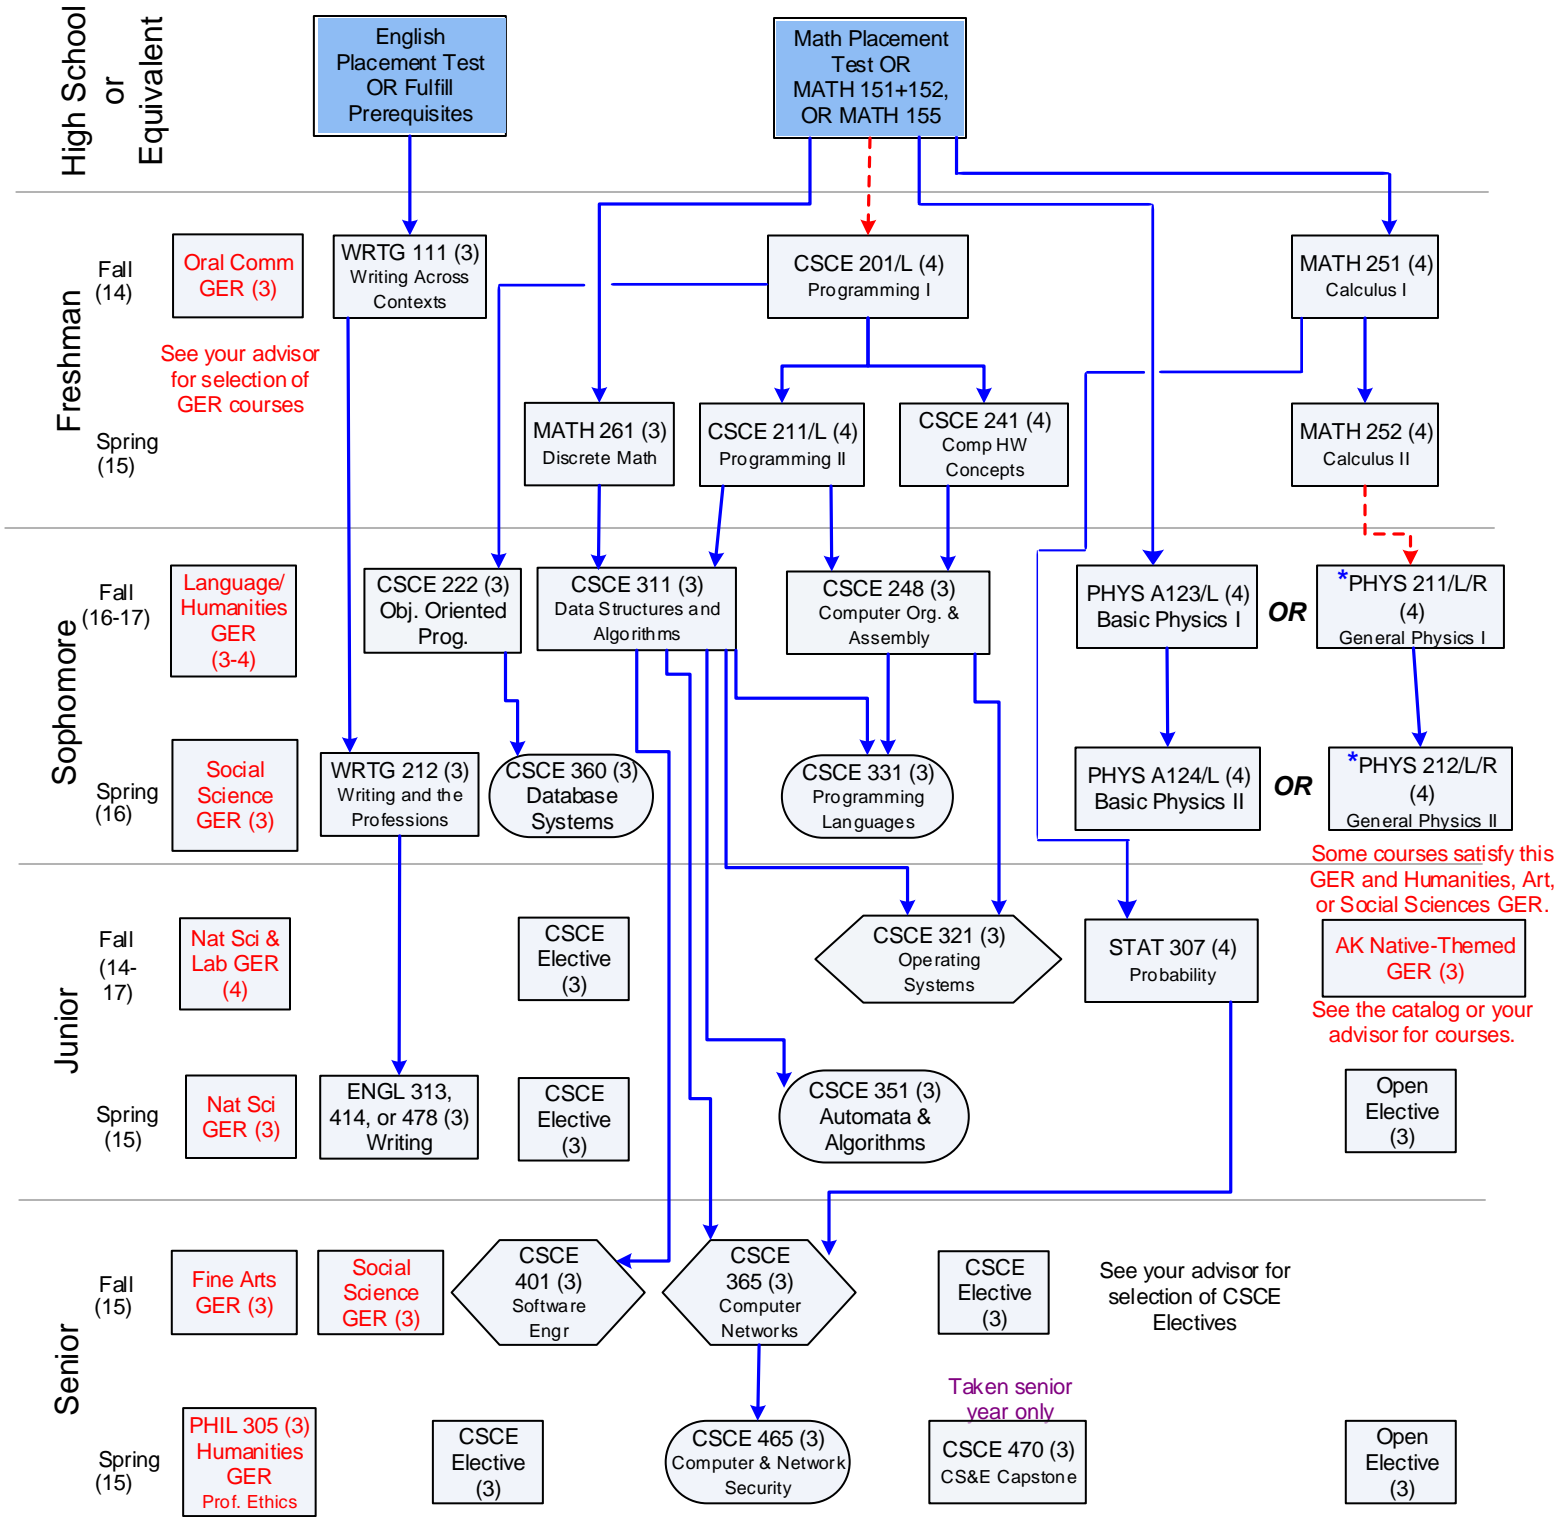 High School
or
Equivalent
English
Placement Test
OR Fulfill
Prerequisites
Math Placement
Test OR
MATH 151+152,
OR MATH 155
Freshman
Fall
(14)
Oral Comm
GER (3)
WRTG 111 (3)
Writing Across
Contexts
CSCE 201/L (4)
Programming I
MATH 251 (4)
Calculus I
See your advisor
for selection of
GER courses
Spring
(15)
MATH 261 (3)
Discrete Math
CSCE 211/L (4)
Programming II
CSCE 241 (4)
Comp HW
Concepts
MATH 252 (4)
Calculus II
Sophomore
Fall
(16-17)
Language/
Humanities
GER
(3-4)
CSCE 222 (3)
Obj. Oriented
Prog.
CSCE 311 (3)
Data Structures and
Algorithms
CSCE 248 (3)
Computer Org. &
Assembly
PHYS A123/L (4)
Basic Physics I
OR
*PHYS 211/L/R
(4)
General Physics I
Spring
(16)
Social
Science
GER (3)
WRTG 212 (3)
Writing and the
Professions
CSCE 360 (3)
Database
Systems
CSCE 331 (3)
Programming
Languages
PHYS A124/L (4)
Basic Physics II
OR
*PHYS 212/L/R
(4)
General Physics II
Junior
Some courses satisfy this
GER and Humanities, Art,
or Social Sciences GER.
Fall
(14-
17)
Nat Sci &
Lab GER
(4)
CSCE
Elective
(3)
CSCE 321 (3)
Operating
Systems
STAT 307 (4)
Probability
AK Native-Themed
GER (3)
See the catalog or your
advisor for courses.
Spring
(15)
Nat Sci
GER (3)
ENGL 313,
414, or 478 (3)
Writing
CSCE
Elective
(3)
CSCE 351 (3)
Automata &
Algorithms
Open
Elective
(3)
Senior
Fall
(15)
Fine Arts
GER (3)
Social
Science
GER (3)
CSCE
401 (3)
Software
Engr
CSCE
365 (3)
Computer
Networks
CSCE
Elective
(3)
See your advisor for
selection of CSCE
Electives
Spring
(15)
PHIL 305 (3)
Humanities
GER
Prof. Ethics
CSCE
Elective
(3)
CSCE 465 (3)
Computer & Network
Security
Taken senior
year only
CSCE 470 (3)
CS&E Capstone
Open
Elective
(3)